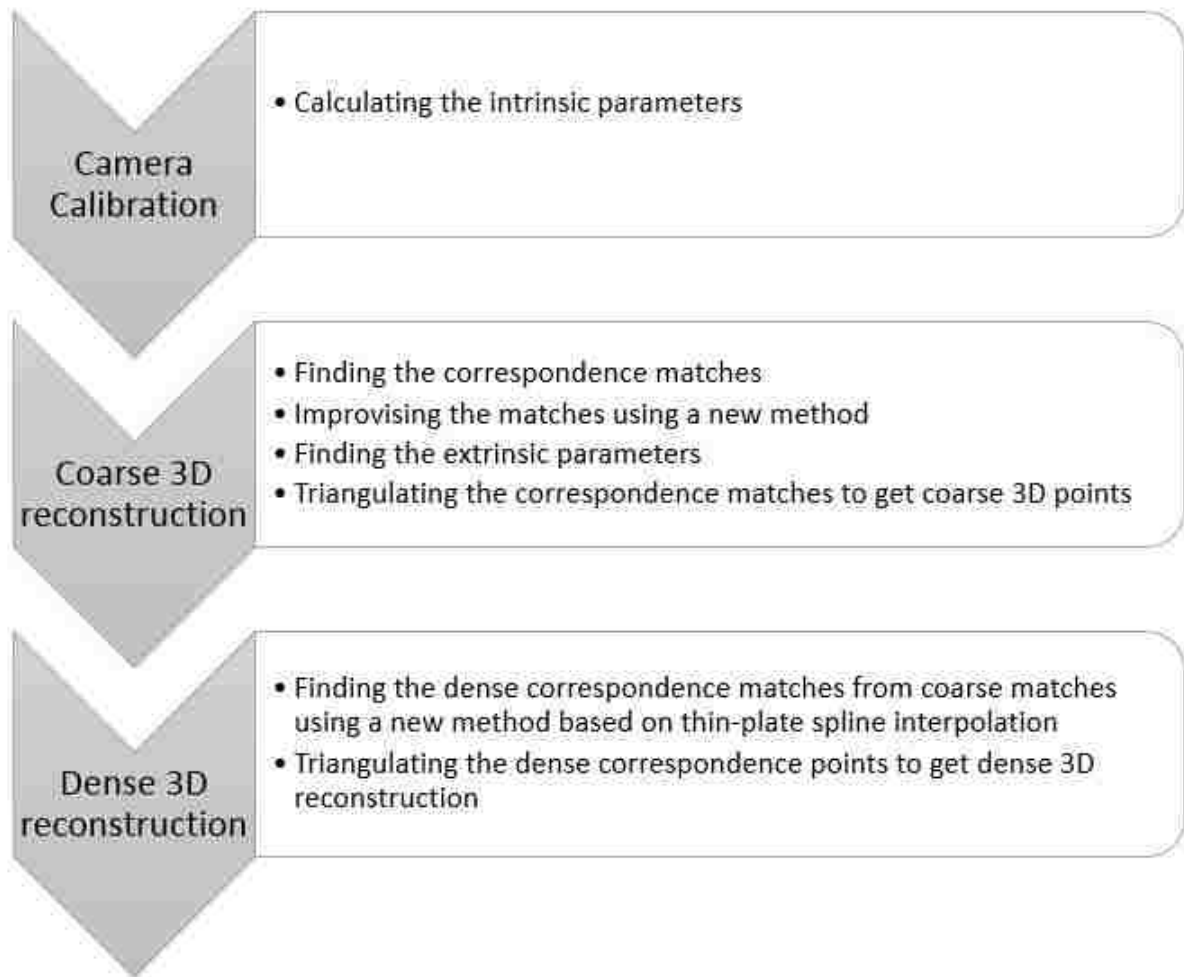 Camera
Calibration
• Calculating the intrinsic parameters
Coarse 3D
reconstruction
• Finding the correspondence matches
• Improvising the matches using a new method
• Finding the extrinsic parameters
• Triangulating the correspondence matches to get coarse 3D points
Dense 3D
reconstruction
• Finding the dense correspondence matches from coarse matches
using a new method based on thin-plate spline interpolation
• Triangulating the dense correspondence points to get dense 3D
reconstruction